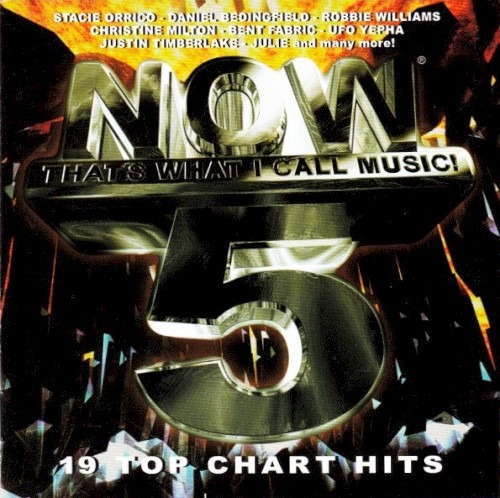 STACIE ORRICO · DANIEL BEDINGFIELD · ROBBIE WILLIAMS
CHRISTINE MILTON · BENT FABRIC · UFO YEPHA
JUSTIN TIMBERLAKE · JULIE and many more!
NOW®
THAT'S WHAT I CALL MUSIC!
5
19 TOP CHART HITS